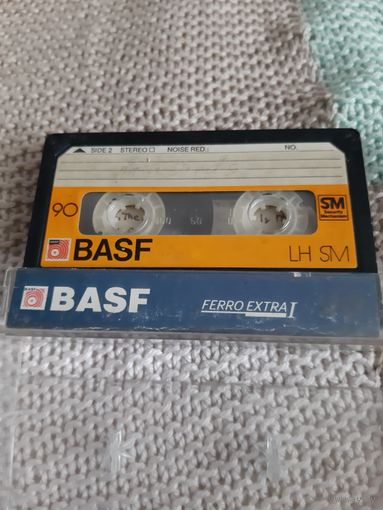 SIDE 2 STEREO NOISE RED.: NO.
90
SM
Security
Mechanism
BASF
LH SM
BASF
FERRO EXTRA I